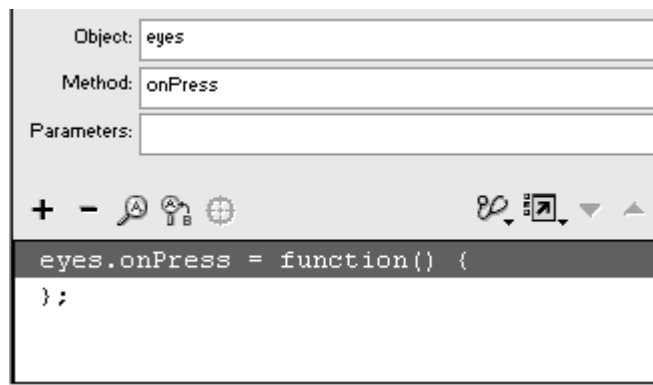 Object: eyes
Method: onPress
Parameters:
eyes.onPress = function() {
};